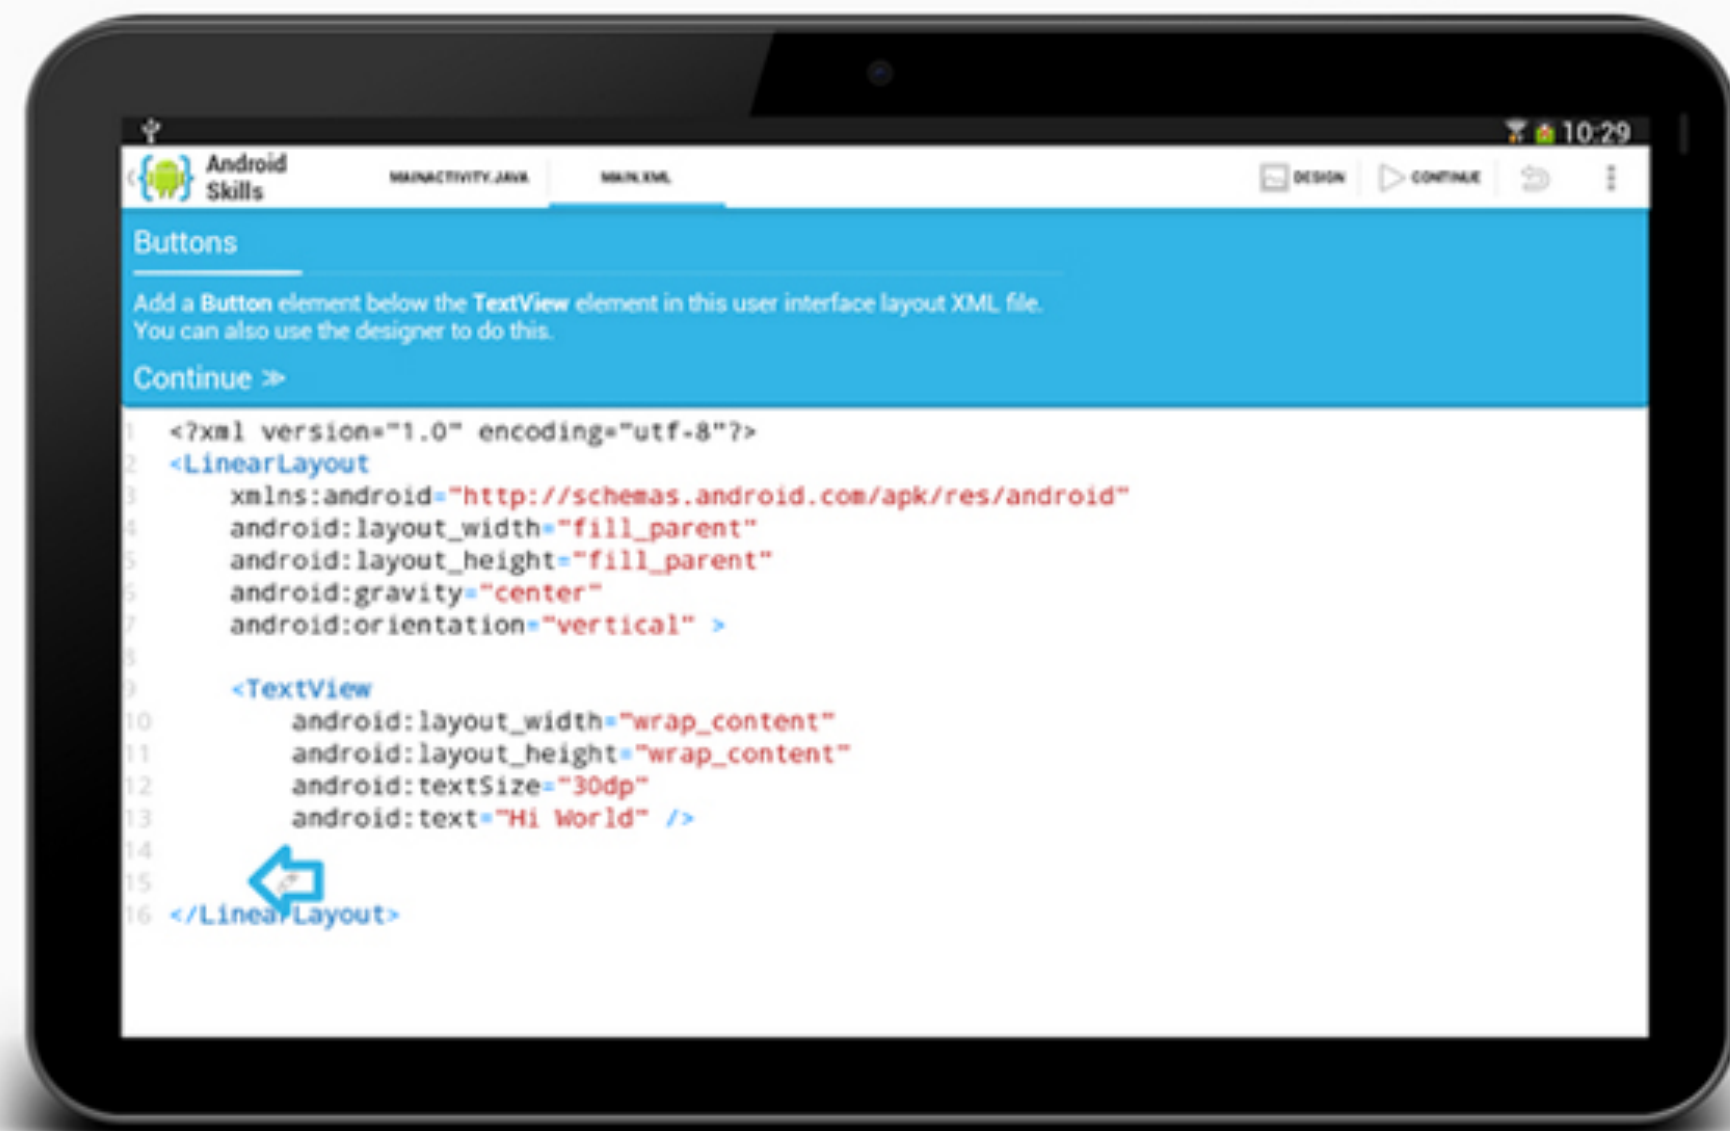 10:29
Android
Skills
MAINACTIVITY.JAVA
MAIN.XML
DESIGN
CONTINUE
Buttons
Add a Button element below the TextView element in this user interface layout XML file.
You can also use the designer to do this.
Continue ≫
1 <?xml version="1.0" encoding="utf-8"?>
2 <LinearLayout
3 xmlns:android="http://schemas.android.com/apk/res/android"
4 android:layout_width="fill_parent"
5 android:layout_height="fill_parent"
6 android:gravity="center"
7 android:orientation="vertical" >
8
9 <TextView
10 android:layout_width="wrap_content"
11 android:layout_height="wrap_content"
12 android:textSize="30dp"
13 android:text="Hi World" />
14
15
16 </LinearLayout>